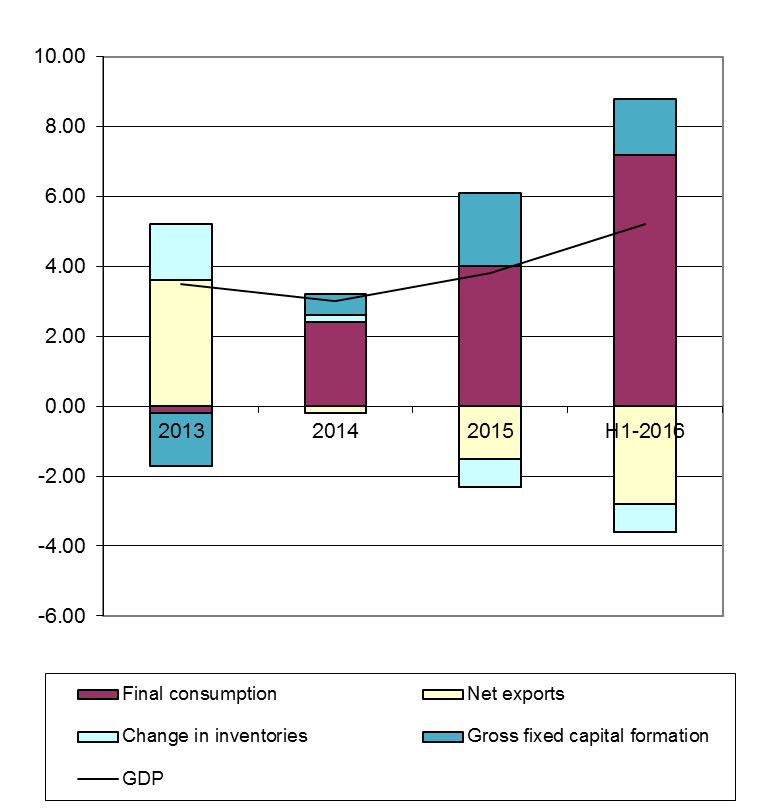 10.00
8.00
6.00
4.00
2.00
0.00
2013 2014 2015 H1-2016
-2.00
-4.00
-6.00
Final consumption Net exports
Change in inventories Gross fixed capital formation
GDP